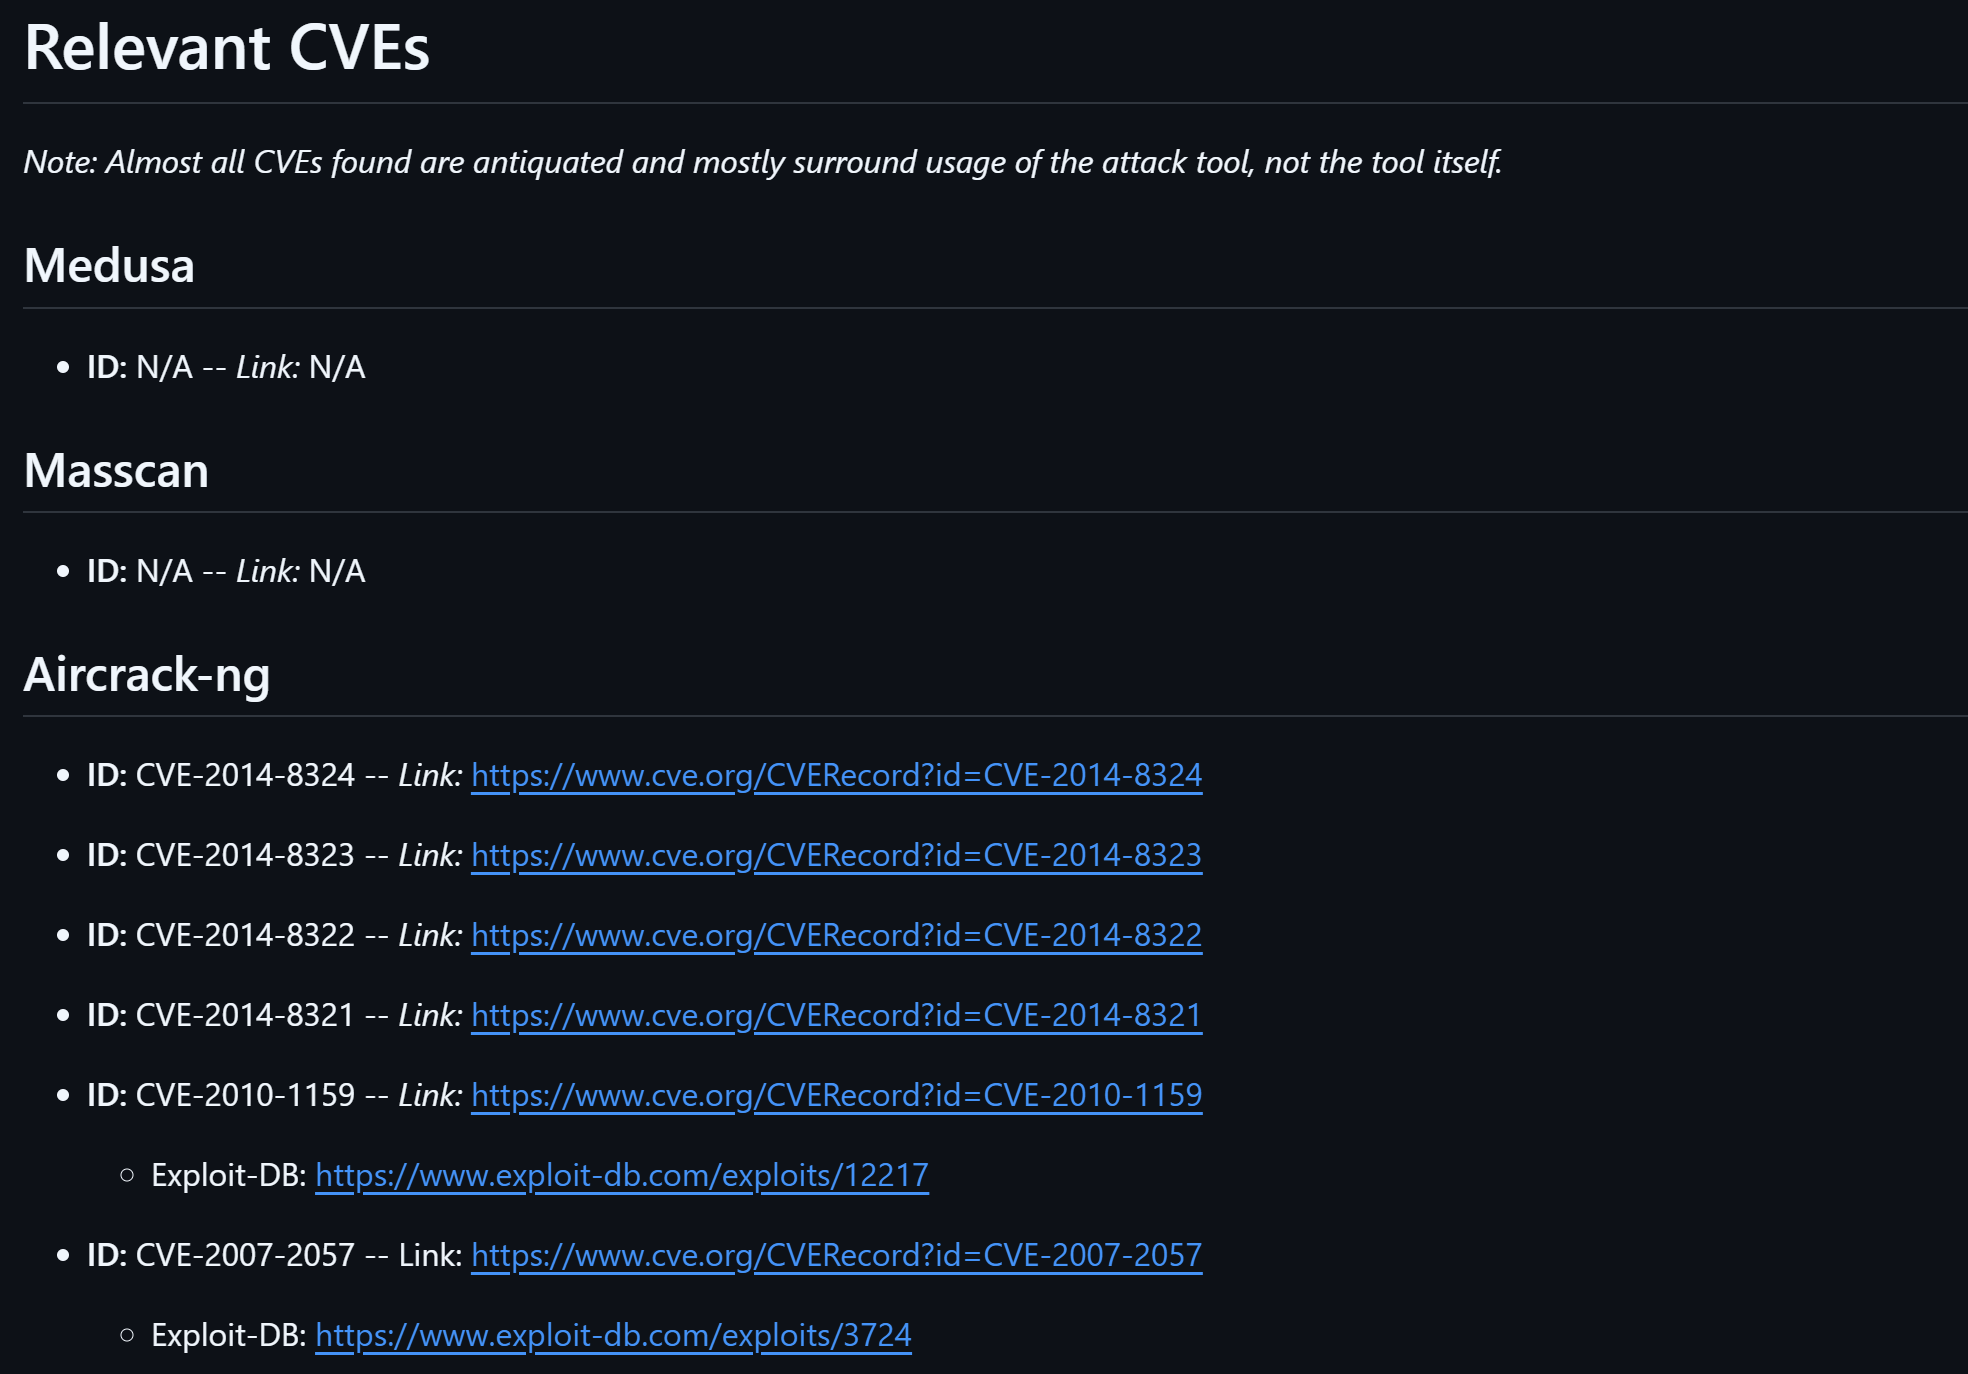 Relevant CVEs
Note: Almost all CVEs found are antiquated and mostly surround usage of the attack tool, not the tool itself.
Medusa
ID: N/A -- Link: N/A
Masscan
ID: N/A -- Link: N/A
Aircrack-ng
ID: CVE-2014-8324 -- Link: https://www.cve.org/CVERecord?id=CVE-2014-8324
ID: CVE-2014-8323 -- Link: https://www.cve.org/CVERecord?id=CVE-2014-8323
ID: CVE-2014-8322 -- Link: https://www.cve.org/CVERecord?id=CVE-2014-8322
ID: CVE-2014-8321 -- Link: https://www.cve.org/CVERecord?id=CVE-2014-8321
ID: CVE-2010-1159 -- Link: https://www.cve.org/CVERecord?id=CVE-2010-1159
Exploit-DB: https://www.exploit-db.com/exploits/12217
ID: CVE-2007-2057 -- Link: https://www.cve.org/CVERecord?id=CVE-2007-2057
Exploit-DB: https://www.exploit-db.com/exploits/3724